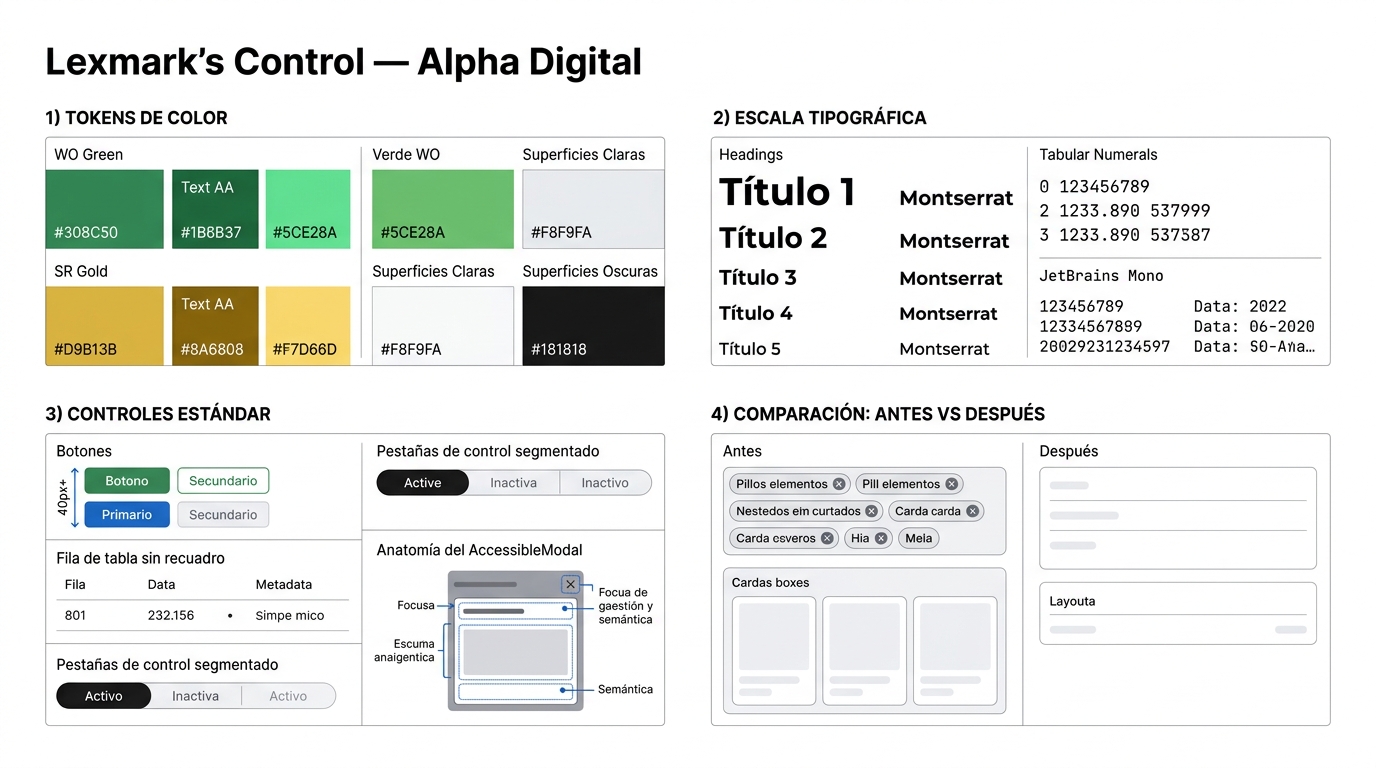 Lexmark's Control — Alpha Digital
1) TOKENS DE COLOR
WO Green
Text AA
#308C50
#1B8B37
#5CE28A
Verde WO
#5CE28A
Superficies Claras
#F8F9FA
SR Gold
Text AA
#D9B13B
#8A6808
#F7D66D
Superficies Claras
#F8F9FA
Superficies Oscuras
#181818
2) ESCALA TIPOGRÁFICA
Headings
Título 1 Montserrat
Título 2 Montserrat
Título 3 Montserrat
Título 4 Montserrat
Título 5 Montserrat
Tabular Numerals
0 123456789
2 1233.890 537999
3 1233.890 537387
JetBrains Mono
123456789 Data: 2022
12334567889 Data: 06-2020
20029231234597 Data:
3) CONTROLES ESTÁNDAR
Botones
40px+
Botono Secundario
Primario Secundario
Fila de tabla sin recuadro
Fila Data Metadata
801 232.156 • Simpe mico
Pestañas de control segmentado
Activo Inactiva Activo
Pestañas de control segmentado
Active Inactiva Inactivo
Anatomía del AccessibleModal
Focusa
Escuma
anaigentica
Focua de
gaestión y
semántica
Semántica
4) COMPARACIÓN: ANTES VS DESPUÉS
Antes
Pillos elementos Plll elementos
Nestedos ein curtados Carda carda
Carda csveros Hia Mela
Cardas boxes
Después
Layouta